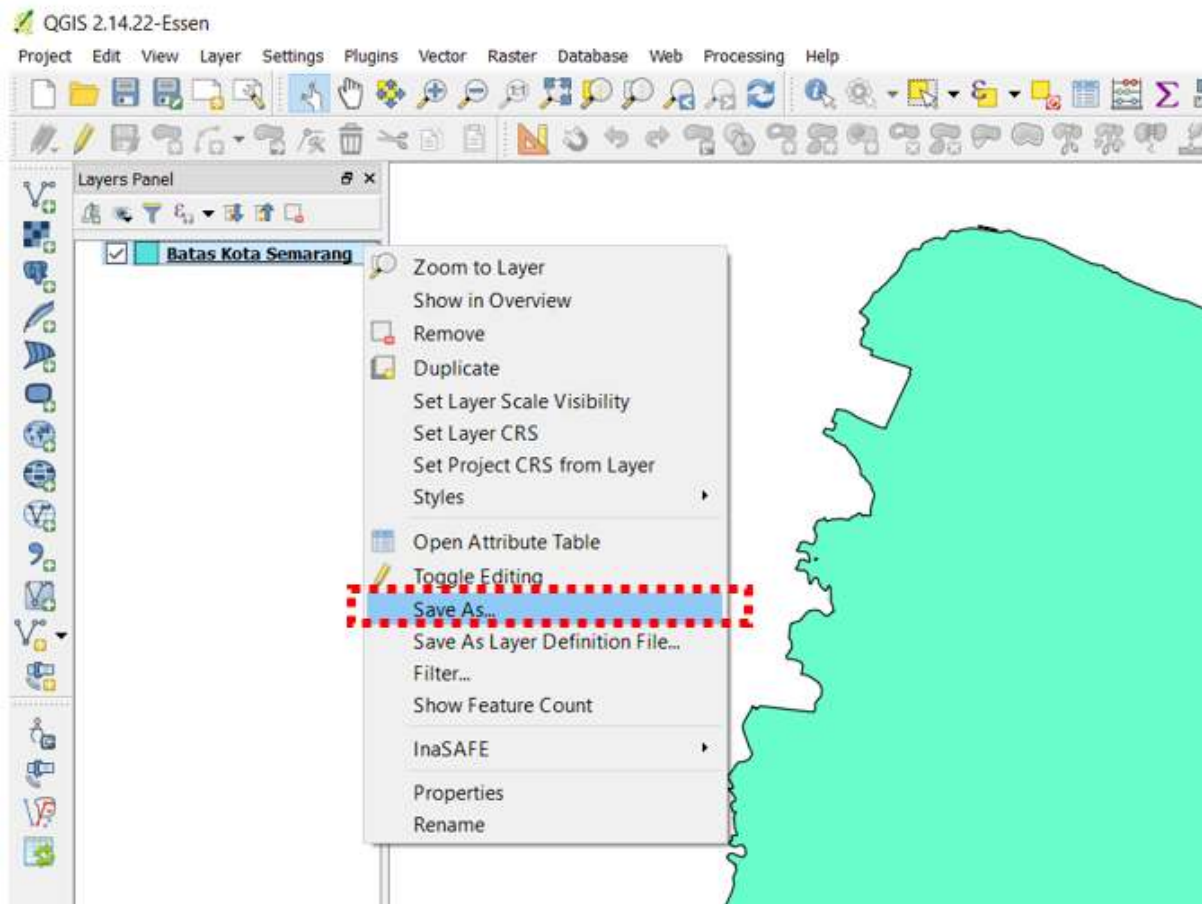 QGIS 2.14.22-Essen
Project Edit View Layer Settings Plugins Vector Raster Database Web Processing Help
Layers Panel
Batas Kota Semarang
Zoom to Layer
Show in Overview
Remove
Duplicate
Set Layer Scale Visibility
Set Layer CRS
Set Project CRS from Layer
Styles
Open Attribute Table
Toggle Editing
Save As...
Save As Layer Definition File...
Filter...
Show Feature Count
InaSAFE
Properties
Rename